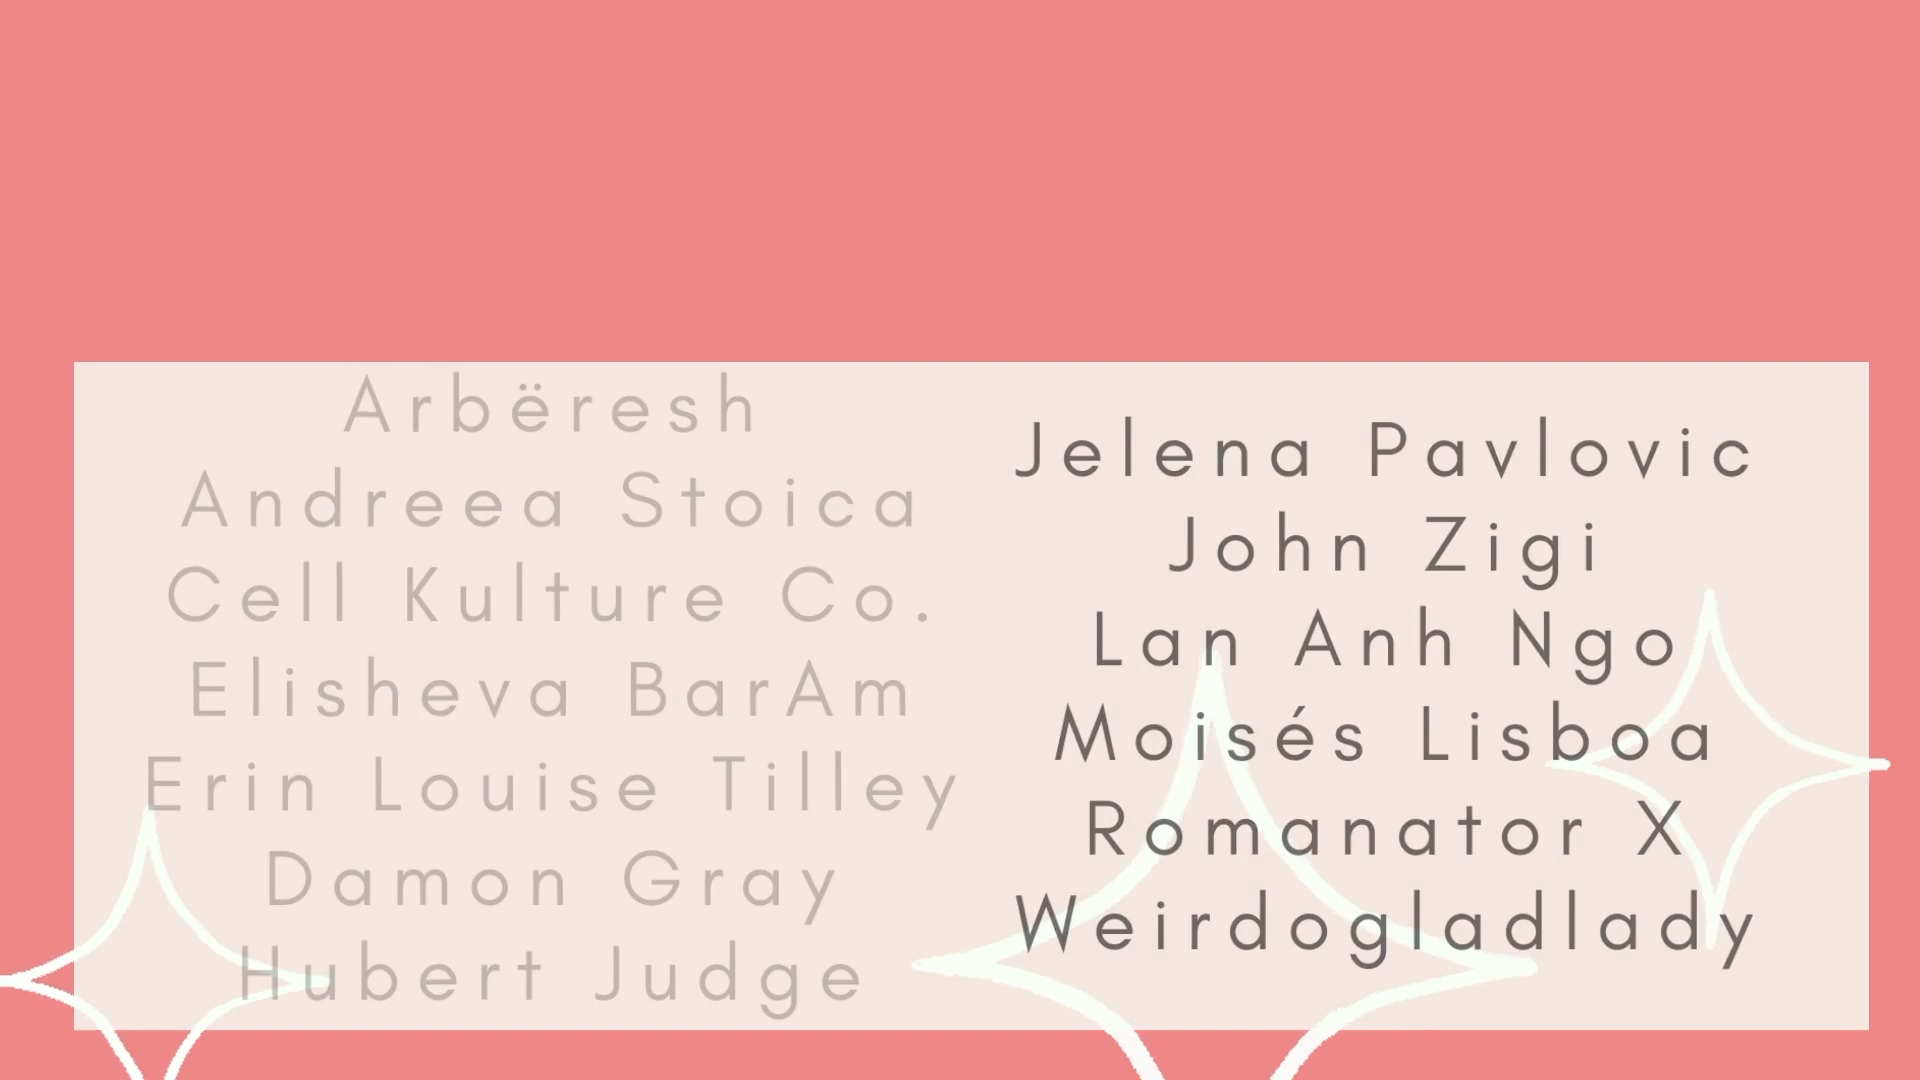 Arbëresh
Andreea Stoica
Cell Kulture Co.
Elisheva BarAm
Erin Louise Tilley
Damon Gray
Hubert Judge
Jelena Pavlovic
John Zigi
Lan Anh Ngo
Moisés Lisboa
Romanator X
Weirdogladlady